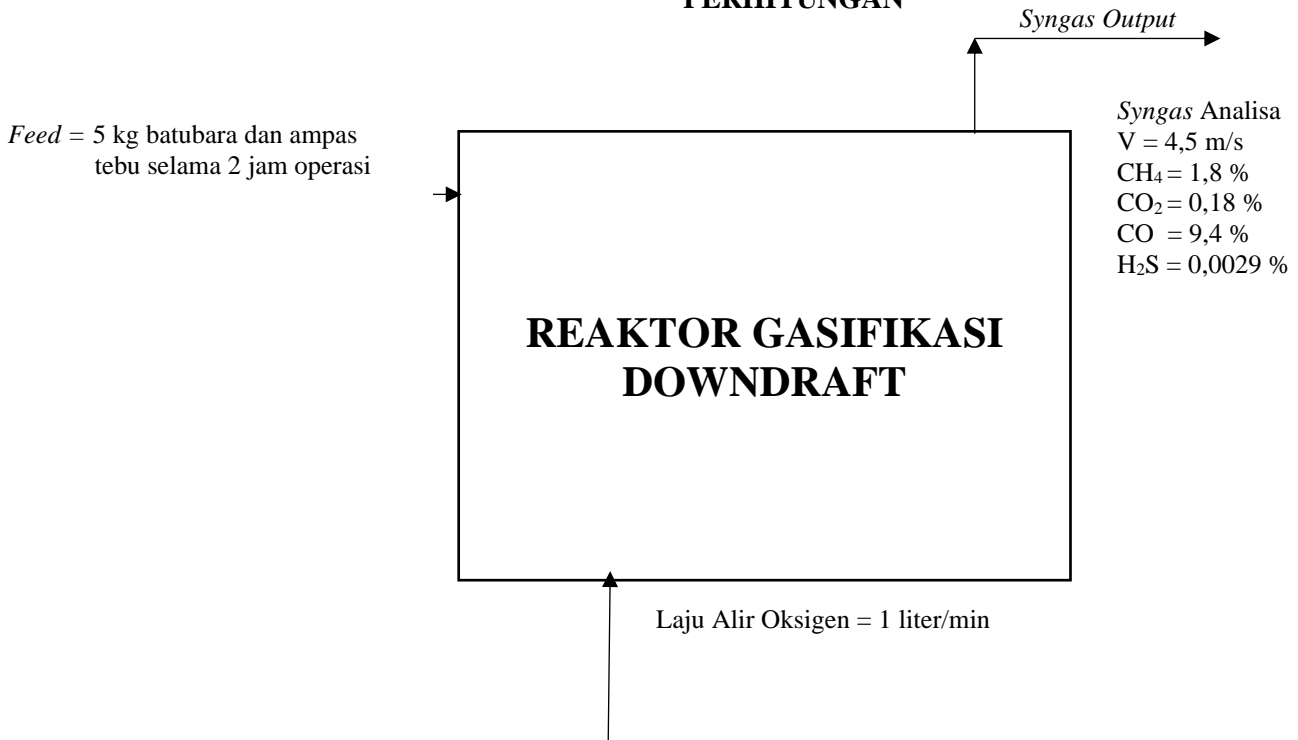 PERHITUNGAN
Syngas Output
Feed = 5 kg batubara dan ampas
tebu selama 2 jam operasi
Syngas Analisa
V = 4,5 m/s
CH₄ = 1,8 %
CO₂ = 0,18 %
CO = 9,4 %
H₂S = 0,0029 %
REAKTOR GASIFIKASI
DOWNDRAFT
Laju Alir Oksigen = 1 liter/min